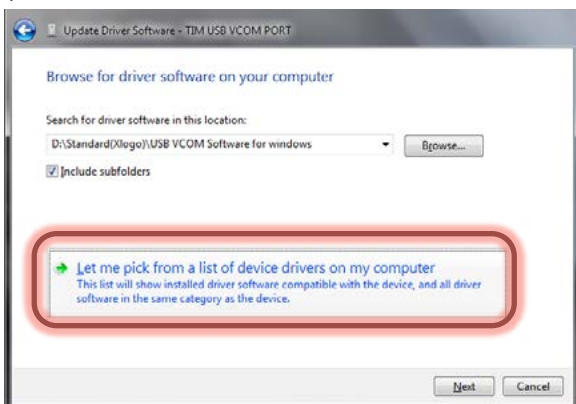 Update Driver Software - TIM USB VCOM PORT
Browse for driver software on your computer
Search for driver software in this location:
D:\Standard(Xlogo)\USB VCOM Software for windows
Browse...
Include subfolders
Let me pick from a list of device drivers on my computer
This list will show installed driver software compatible with the device, and all driver
software in the same category as the device.
Next Cancel